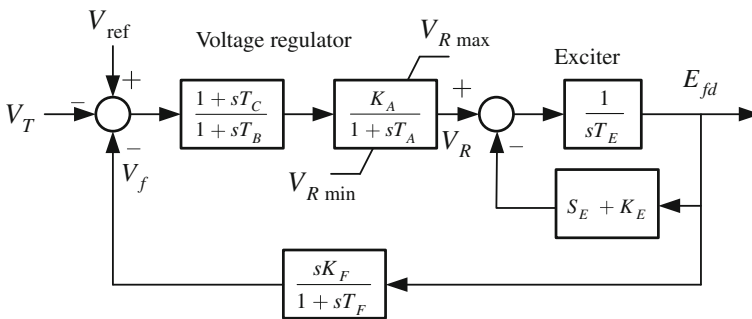 V_ref
Voltage regulator
V_R max
Exciter
E_fd
+
−
V_T
1 + sT_C
1 + sT_B
K_A
1 + sT_A
+
V_R
−
1
sT_E
−
V_f
V_R min
S_E + K_E
sK_F
1 + sT_F